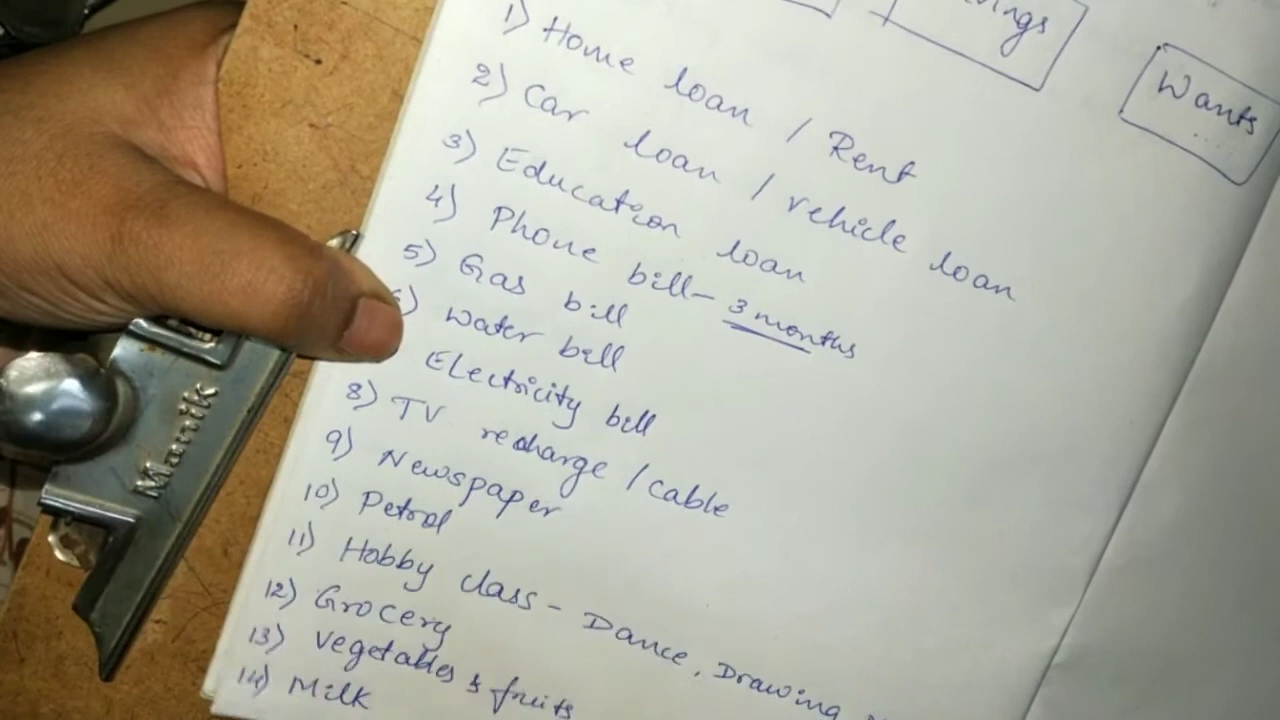 Wants
1) Home loan / Rent
2) Car loan / vehicle loan
3) Education loan
4) Phone bill - 3 months
5) Gas bill
6) Water bill
Electricity bill
8) TV recharge / cable
9) Newspaper
10) Petrol
11) Hobby class - Dance, Drawing
12) Grocery
13) Vegetables & fruits
14) Milk
Manik